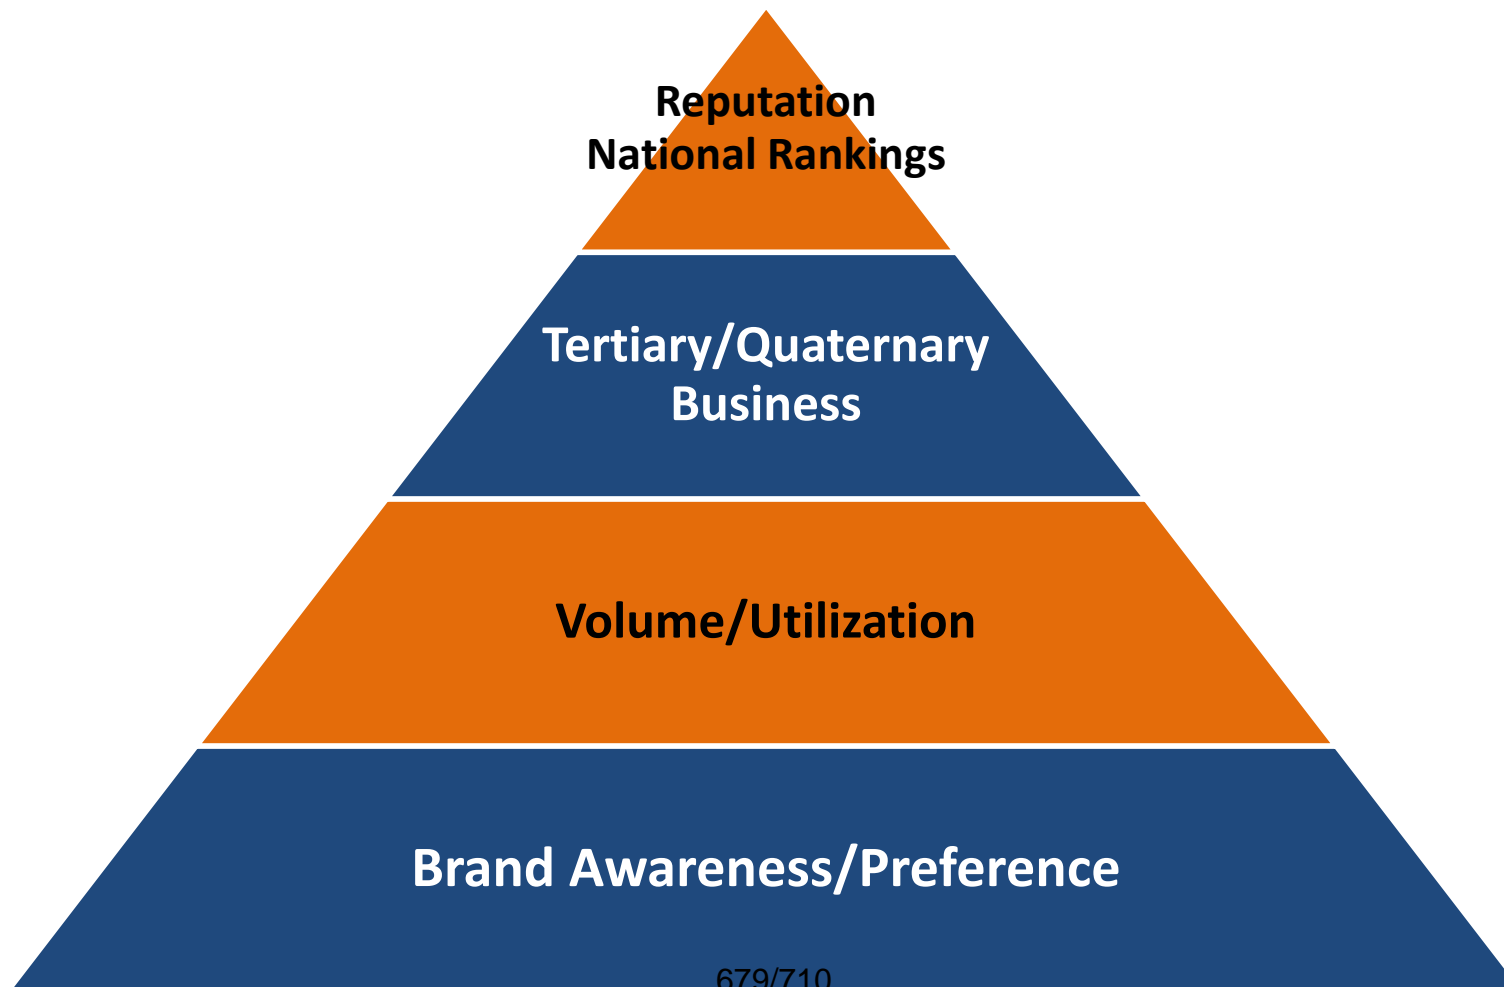 Reputation
National Rankings
Tertiary/Quaternary
Business
Volume/Utilization
Brand Awareness/Preference
679/710